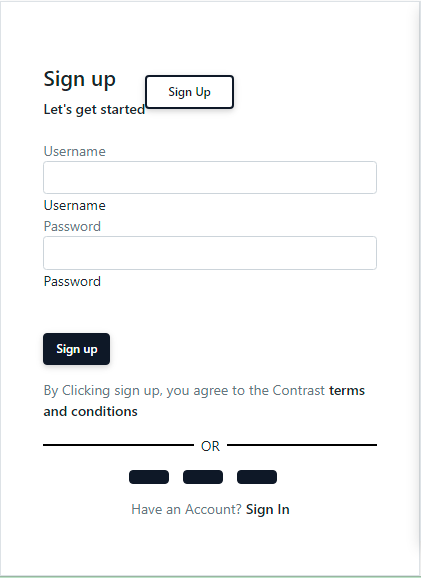 Sign up
Sign Up
Let's get started
Username
Username
Password
Password
Sign up
By Clicking sign up, you agree to the Contrast terms
and conditions
OR
Have an Account? Sign In